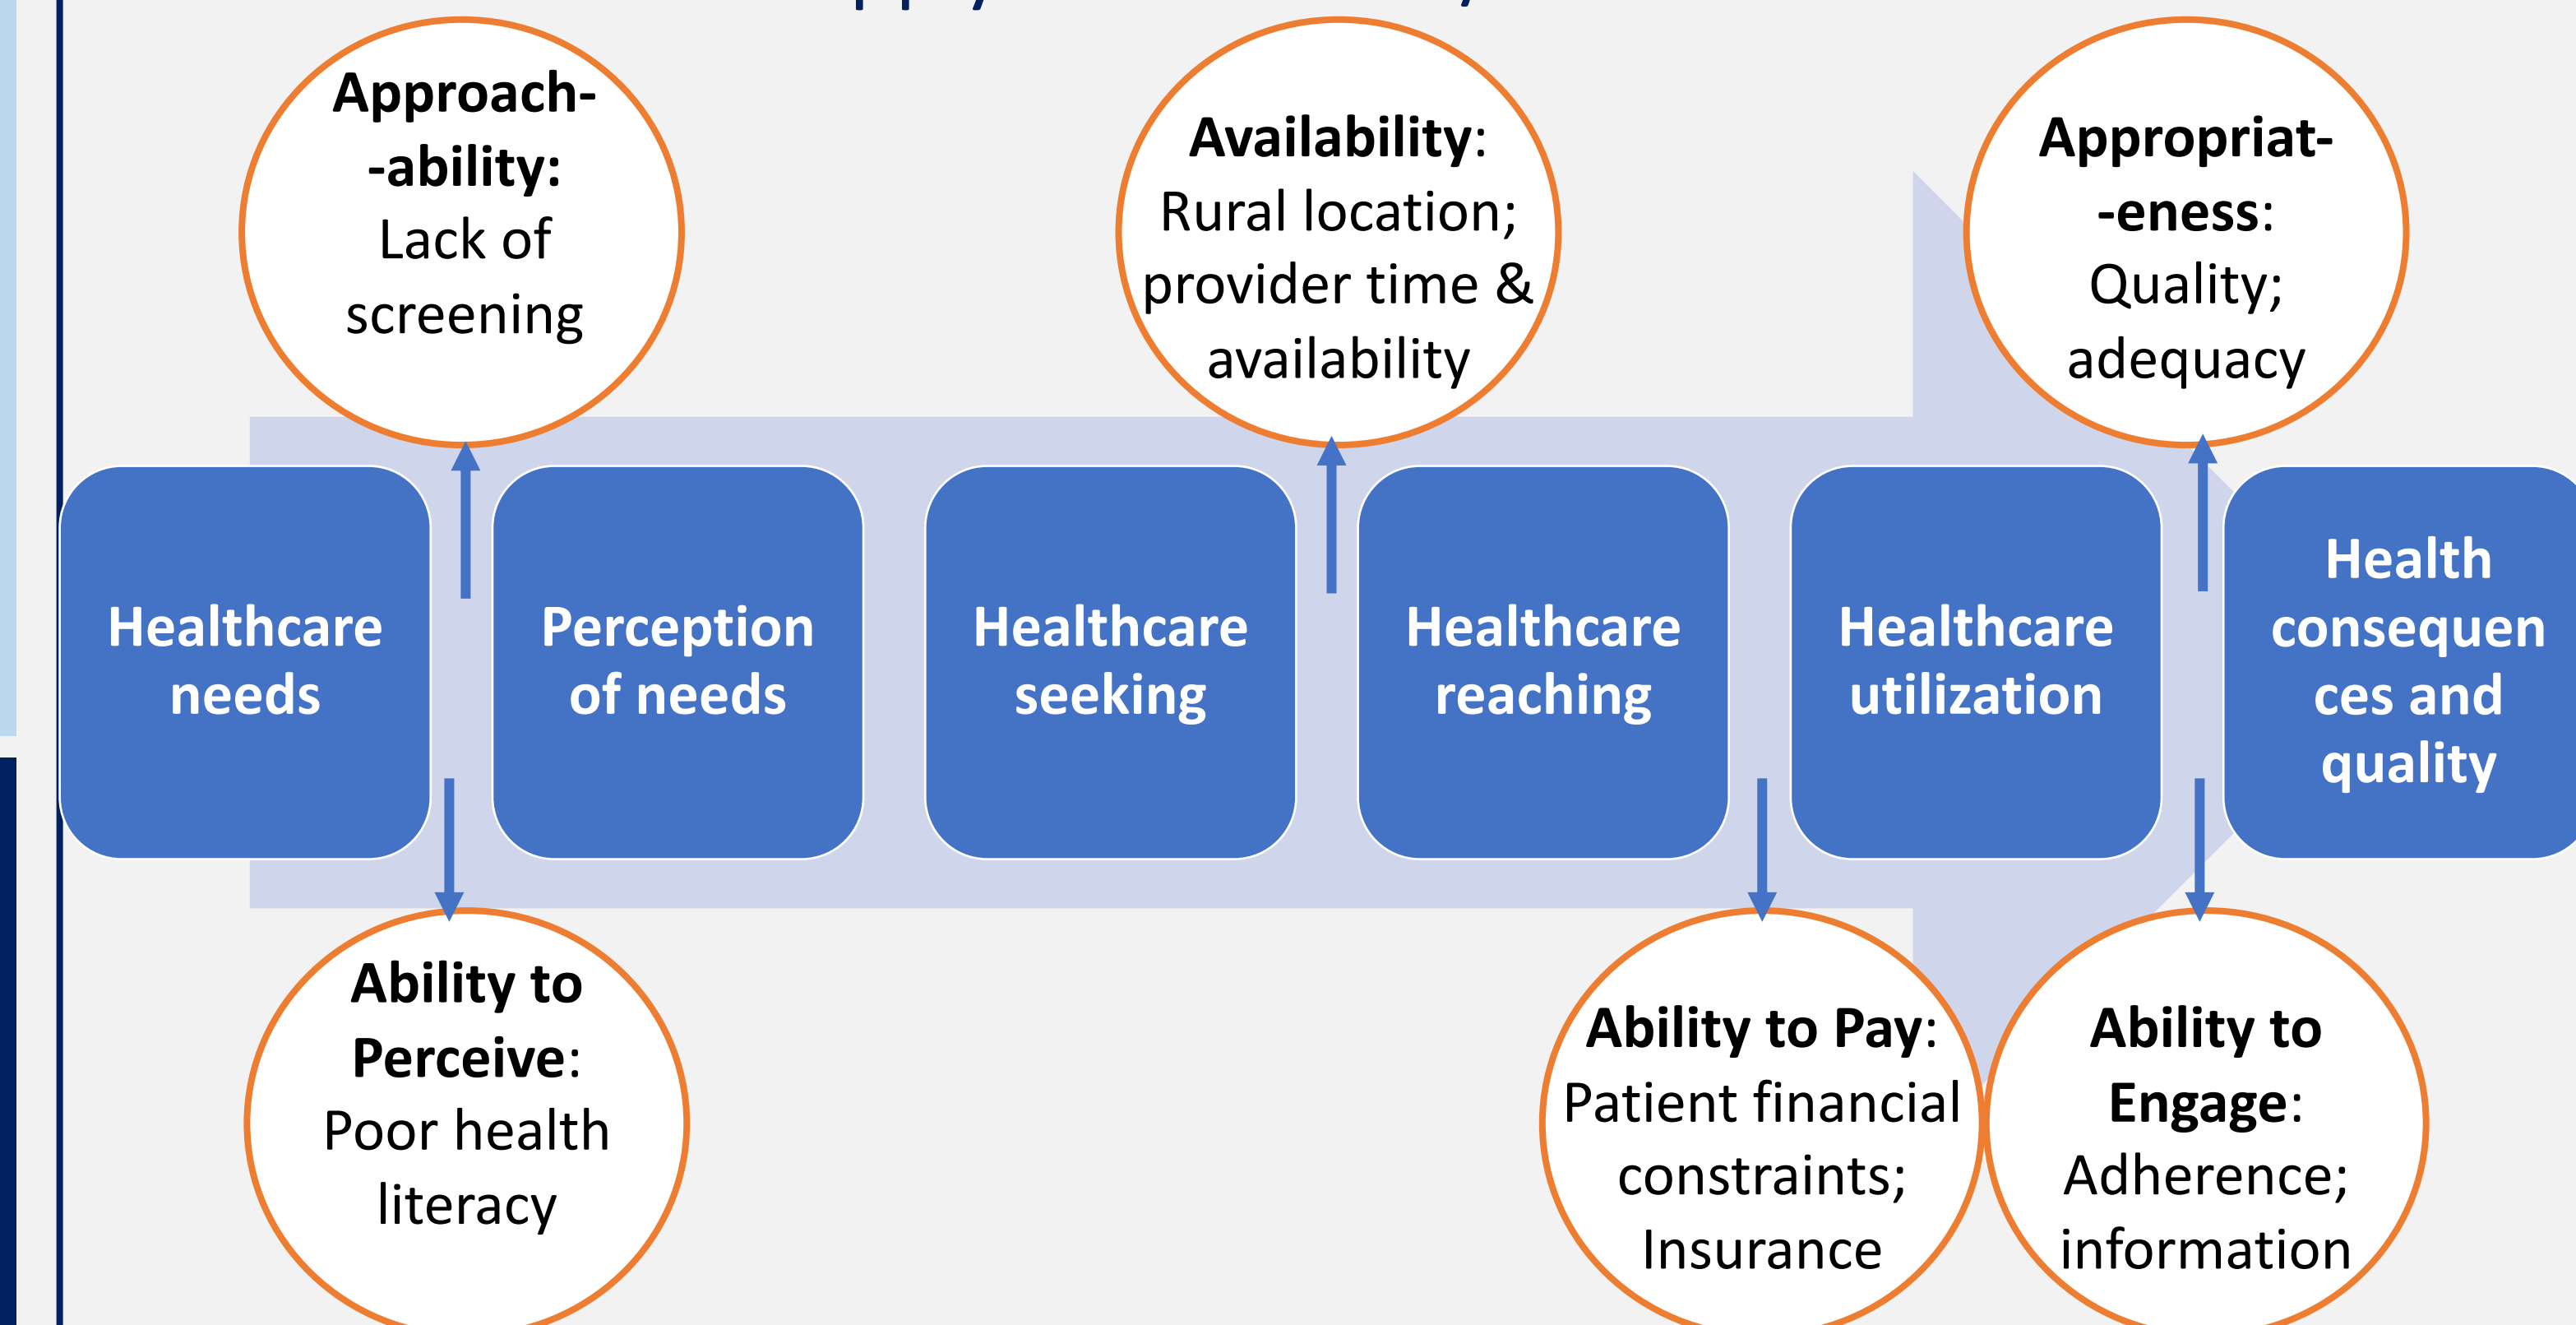 Approach-
-ability:
Lack of
screening
Availability:
Rural location;
provider time &
availability
Appropriat-
-eness:
Quality;
adequacy
Healthcare
needs
Perception
of needs
Healthcare
seeking
Healthcare
reaching
Healthcare
utilization
Health
consequen
ces and
quality
Ability to
Perceive:
Poor health
literacy
Ability to Pay:
Patient financial
constraints;
Insurance
Ability to
Engage:
Adherence;
information